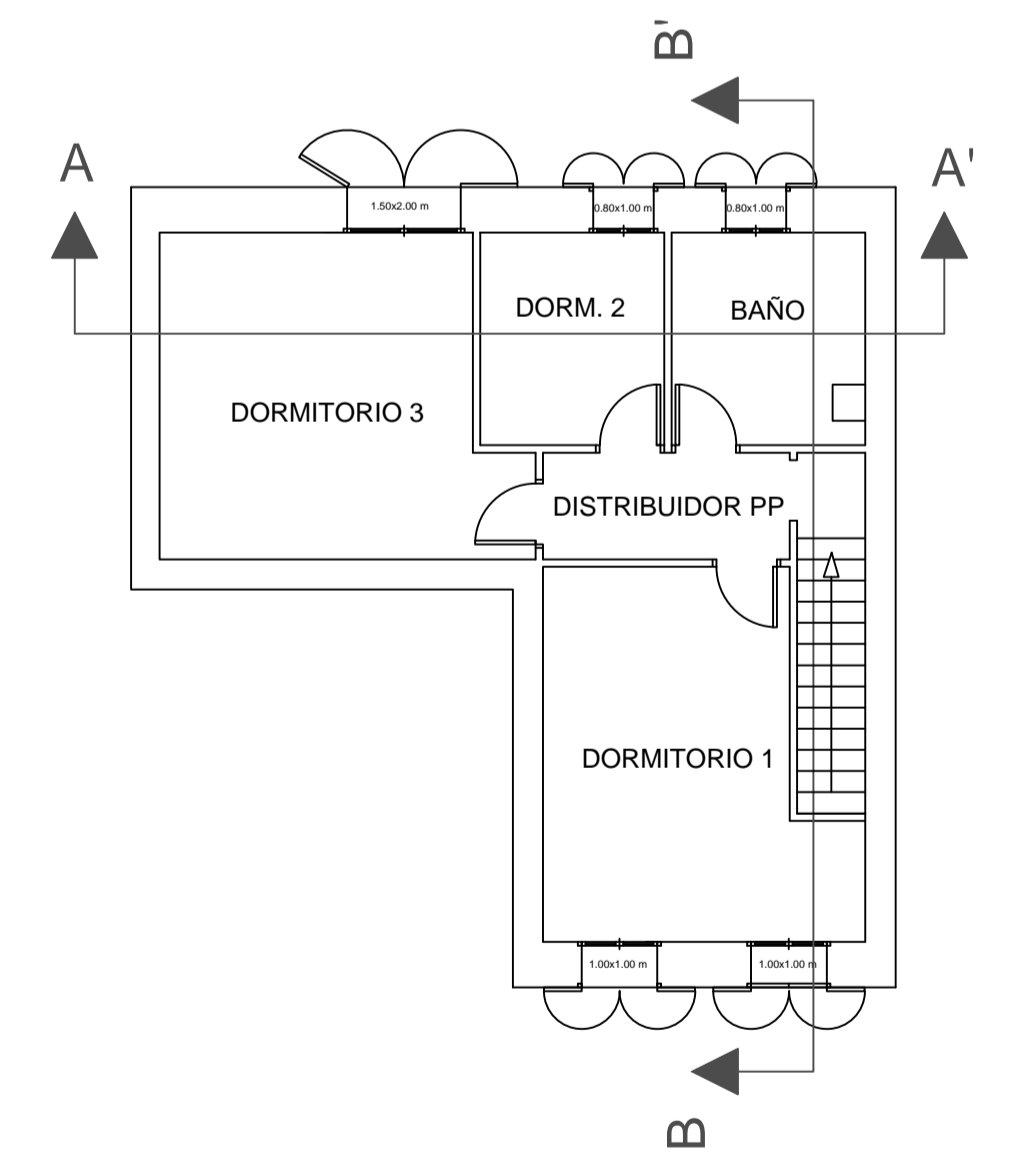 B'
A
A'
1.50x2.00 m
0.80x1.00 m
0.80x1.00 m
DORM. 2
BAÑO
DORMITORIO 3
DISTRIBUIDOR PP
DORMITORIO 1
1.00x1.00 m
1.00x1.00 m
B